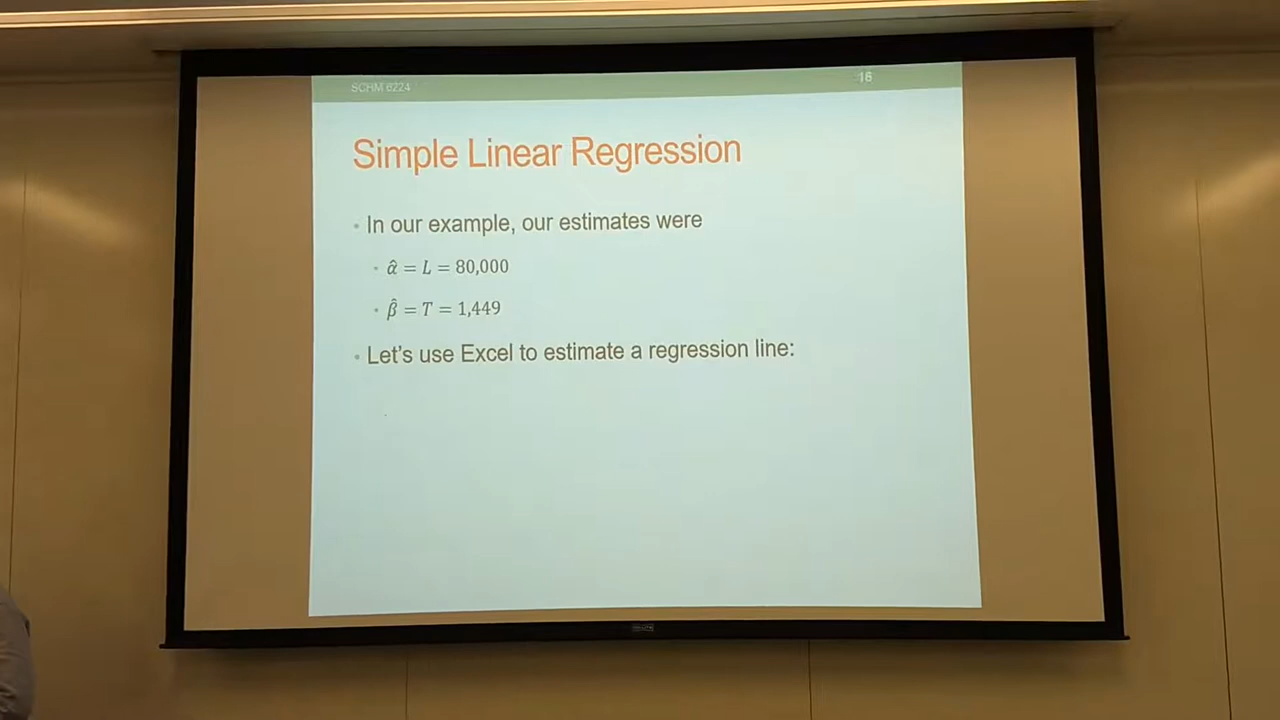 SCHM 6224
16
Simple Linear Regression
• In our example, our estimates were
• α̂ = L = 80,000
• β̂ = T = 1,449
• Let's use Excel to estimate a regression line: